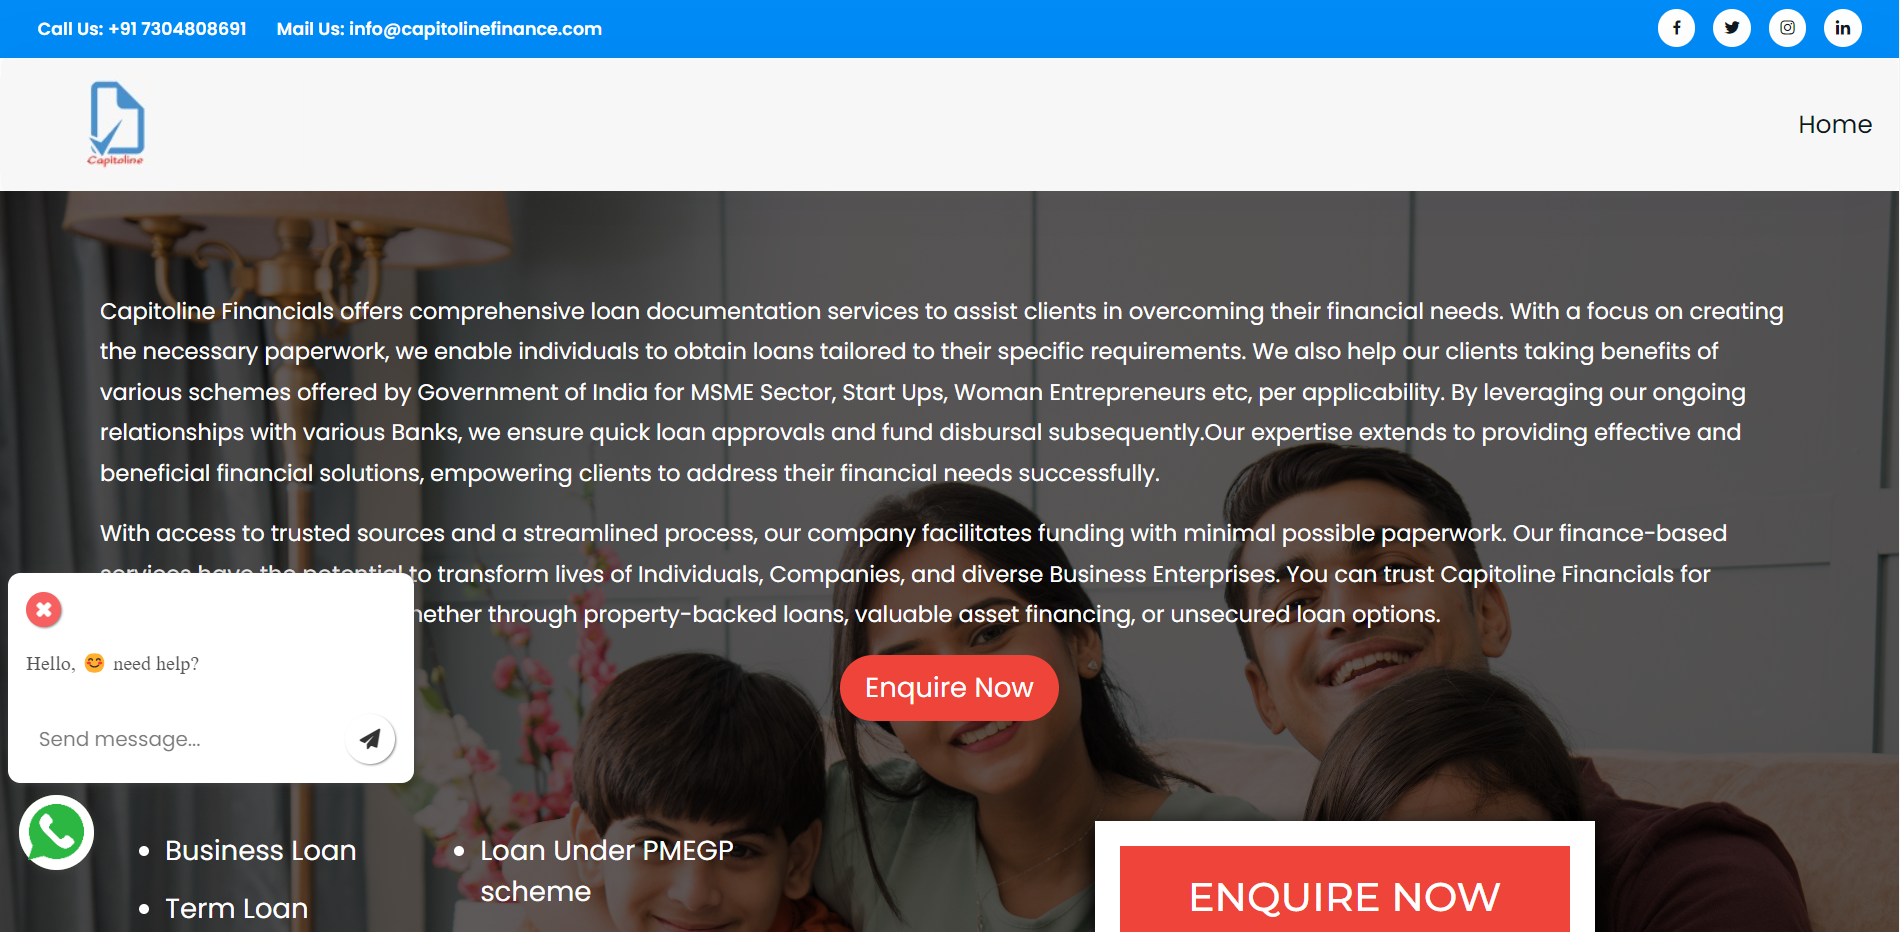 Call Us: +91 7304808691 Mail Us: info@capitolinefinance.com
Capitoline
Home
Capitoline Financials offers comprehensive loan documentation services to assist clients in overcoming their financial needs. With a focus on creating
the necessary paperwork, we enable individuals to obtain loans tailored to their specific requirements. We also help our clients taking benefits of
various schemes offered by Government of India for MSME Sector, Start Ups, Woman Entrepreneurs etc, per applicability. By leveraging our ongoing
relationships with various Banks, we ensure quick loan approvals and fund disbursal subsequently.Our expertise extends to providing effective and
beneficial financial solutions, empowering clients to address their financial needs successfully.
With access to trusted sources and a streamlined process, our company facilitates funding with minimal possible paperwork. Our finance-based
services have the potential to transform lives of Individuals, Companies, and diverse Business Enterprises. You can trust Capitoline Financials for
through property-backed loans, valuable asset financing, or unsecured loan options.
Enquire Now
Hello, 😊 need help?
Send message...
Business Loan
Term Loan
Loan Under PMEGP
scheme
ENQUIRE NOW